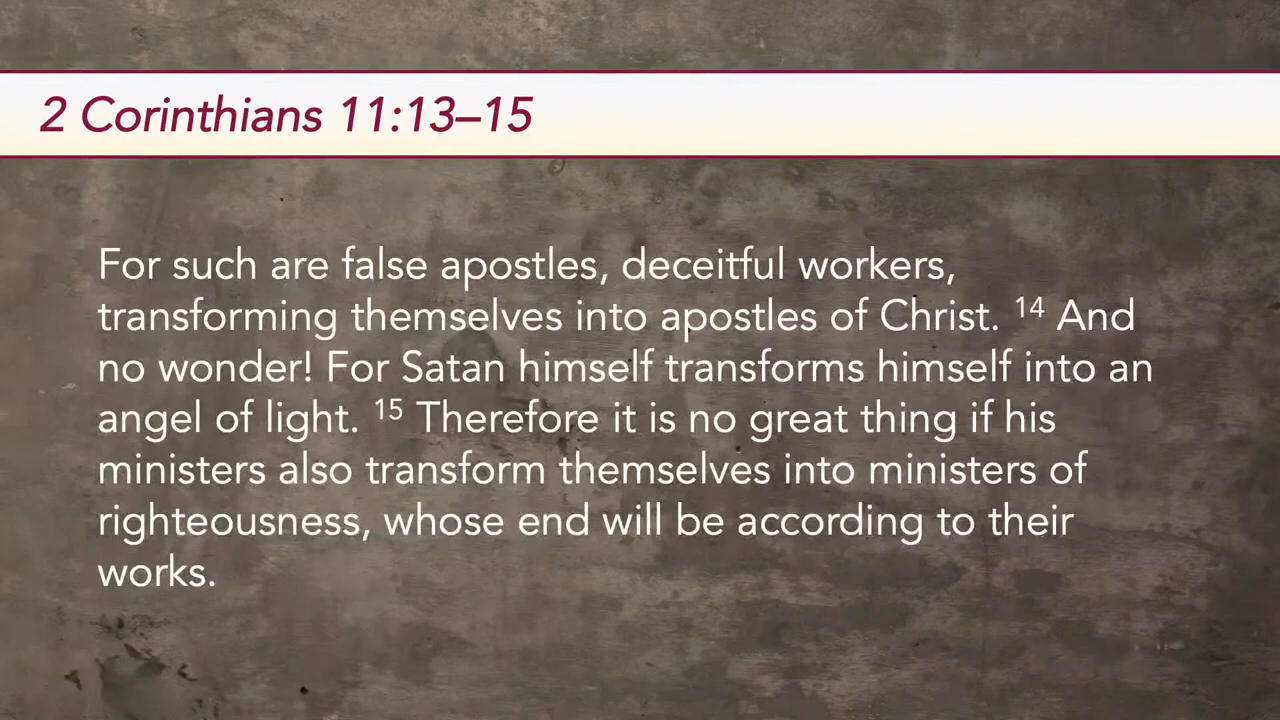 2 Corinthians 11:13–15
For such are false apostles, deceitful workers,
transforming themselves into apostles of Christ. 14 And
no wonder! For Satan himself transforms himself into an
angel of light. 15 Therefore it is no great thing if his
ministers also transform themselves into ministers of
righteousness, whose end will be according to their
works.